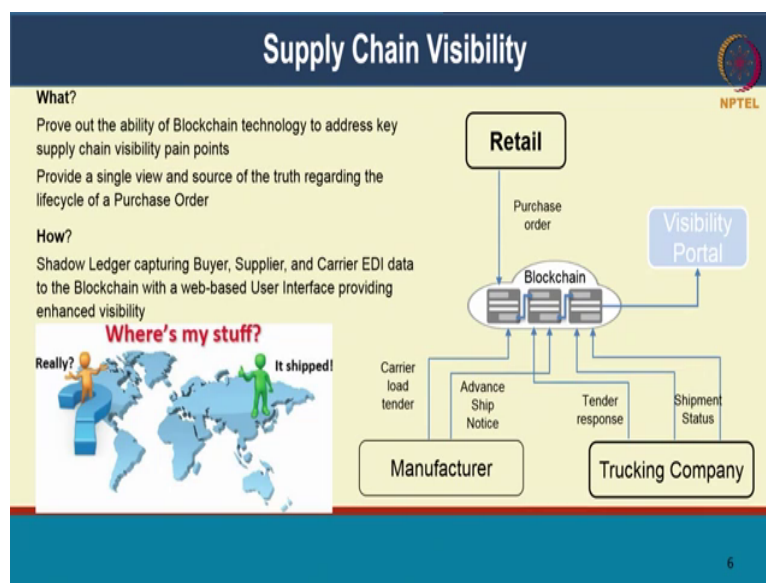 Supply Chain Visibility
NPTEL
What?
Prove out the ability of Blockchain technology to address key
supply chain visibility pain points
Provide a single view and source of the truth regarding the
lifecycle of a Purchase Order
How?
Shadow Ledger capturing Buyer, Supplier, and Carrier EDI data
to the Blockchain with a web-based User Interface providing
enhanced visibility
Where's my stuff?
Really?
It shipped!
Retail
Purchase
order
Visibility
Portal
Blockchain
Carrier
load
tender
Advance
Ship
Notice
Tender
response
Shipment
Status
Manufacturer
Trucking Company
6